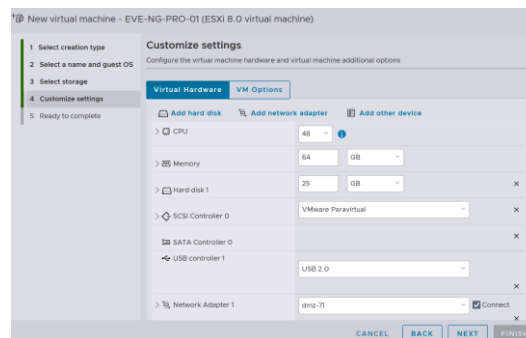 New virtual machine - EVE-NG-PRO-01 (ESXi 8.0 virtual machine)
1 Select creation type
2 Select a name and guest OS
3 Select storage
4 Customize settings
5 Ready to complete
Customize settings
Configure the virtual machine hardware and virtual machine additional options
Virtual Hardware VM Options
Add hard disk Add network adapter Add other device
CPU 48
Memory 64 GB
Hard disk 1 25 GB
SCSI Controller 0 VMware Paravirtual
SATA Controller 0
USB controller 1 USB 2.0
Network Adapter 1 dmz-71 Connect
CANCEL BACK NEXT FINISH